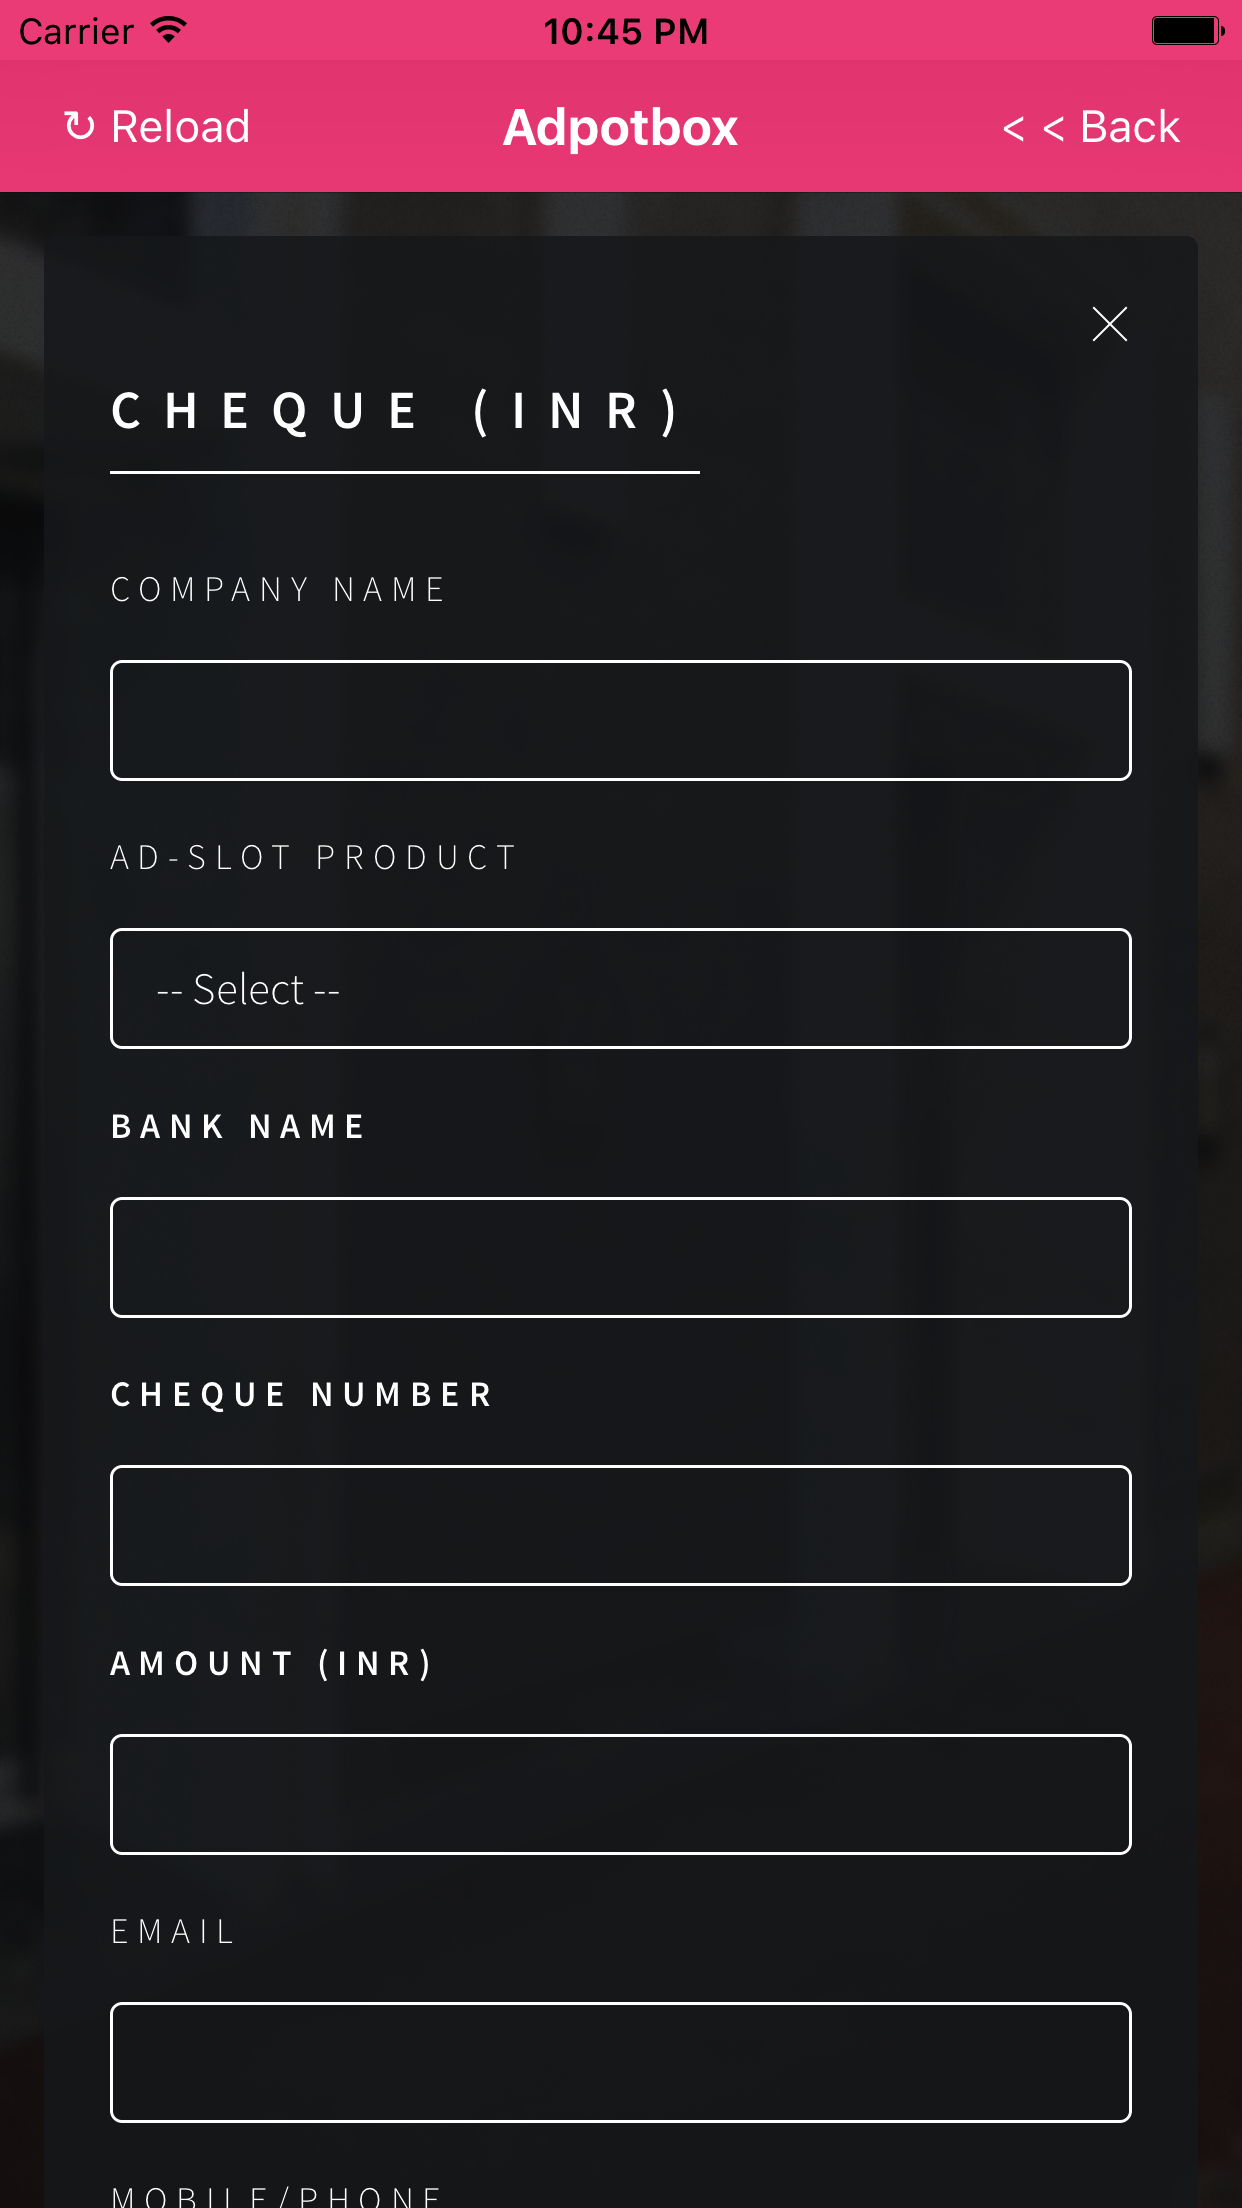 Carrier 10:45 PM
↻ Reload Adpotbox < < Back
CHEQUE (INR)
COMPANY NAME
AD-SLOT PRODUCT
-- Select --
BANK NAME
CHEQUE NUMBER
AMOUNT (INR)
EMAIL
MOBILE/PHONE